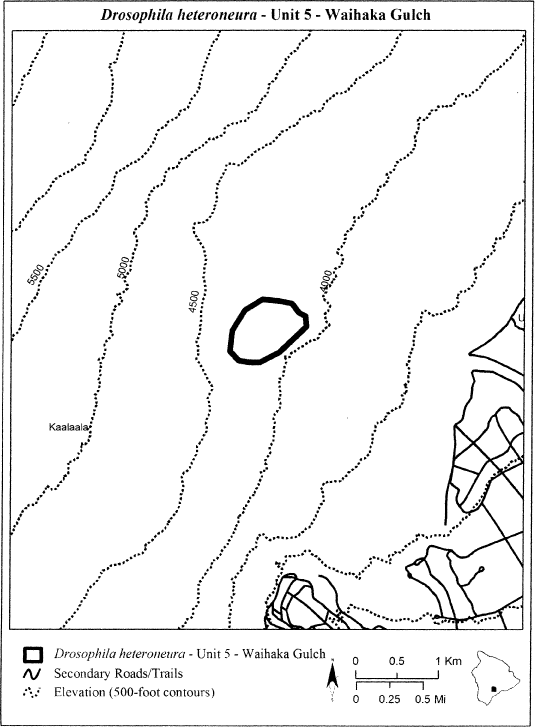 Drosophila heteroneura - Unit 5 - Waihaka Gulch
5500
5000
4500
4000
U
Kaalaala
Drosophila heteroneura - Unit 5 - Waihaka Gulch
Secondary Roads/Trails
Elevation (500-foot contours)
0 0.5 1 Km
0 0.25 0.5 Mi